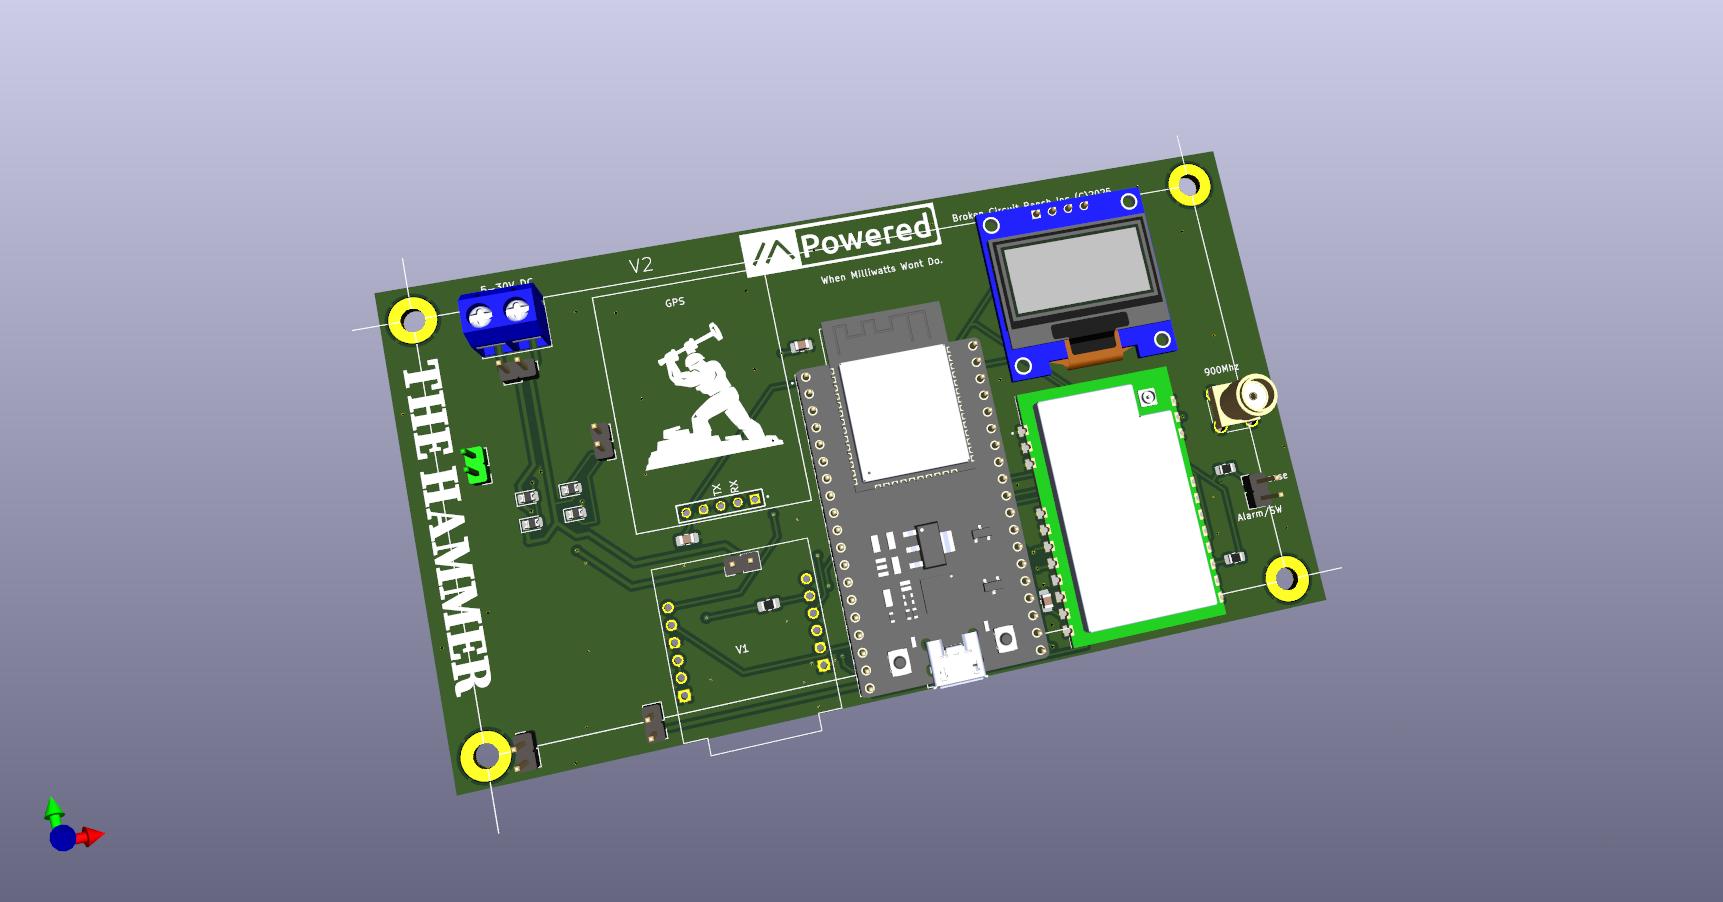 Broken Circuit Ranch Inc (C)2025
Powered
V2
When Milliwatts Wont Do.
5-30V DC
GPS
THE HAMMER
900Mhz
TX
RX
Alarm/SW
V1